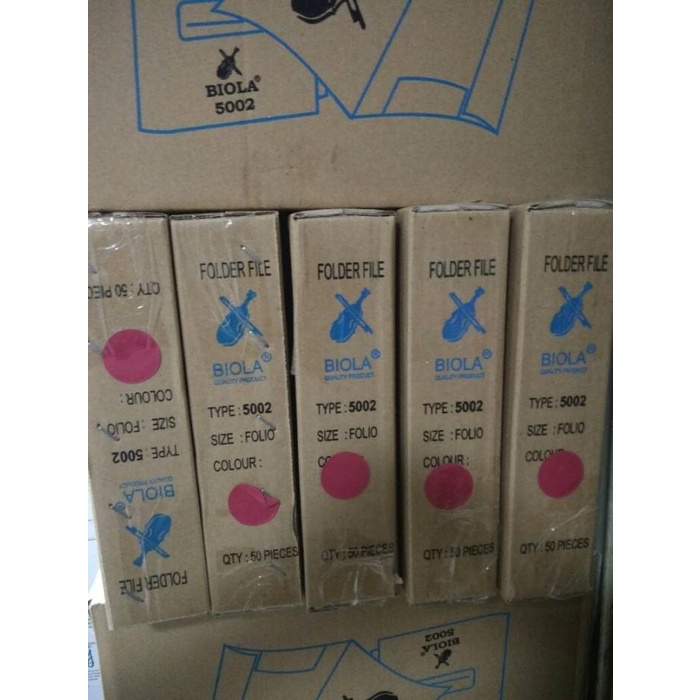 BIOLA®
5002
QTY : 50 PIEC
COLOUR :
SIZE : FOLIO
TYPE : 5002
QUALITY PRODUCT
BIOLA
FOLDER FILE
FOLDER FILE
BIOLA®
QUALITY PRODUCT
TYPE : 5002
SIZE : FOLIO
COLOUR :
QTY : 50 PIECES
FOLDER FILE
BIOLA®
QUALITY PRODUCT
TYPE : 5002
SIZE : FOLIO
QTY : 50 PIECES
FOLDER FILE
BIOLA®
QUALITY PRODUCT
TYPE : 5002
SIZE : FOLIO
COLOUR :
QTY : 50 PIECES
FOLDER FILE
BIOLA®
QUALITY PRODUCT
TYPE : 5002
SIZE : FOLIO
QTY : 50 PIECES
BIOLA
5002